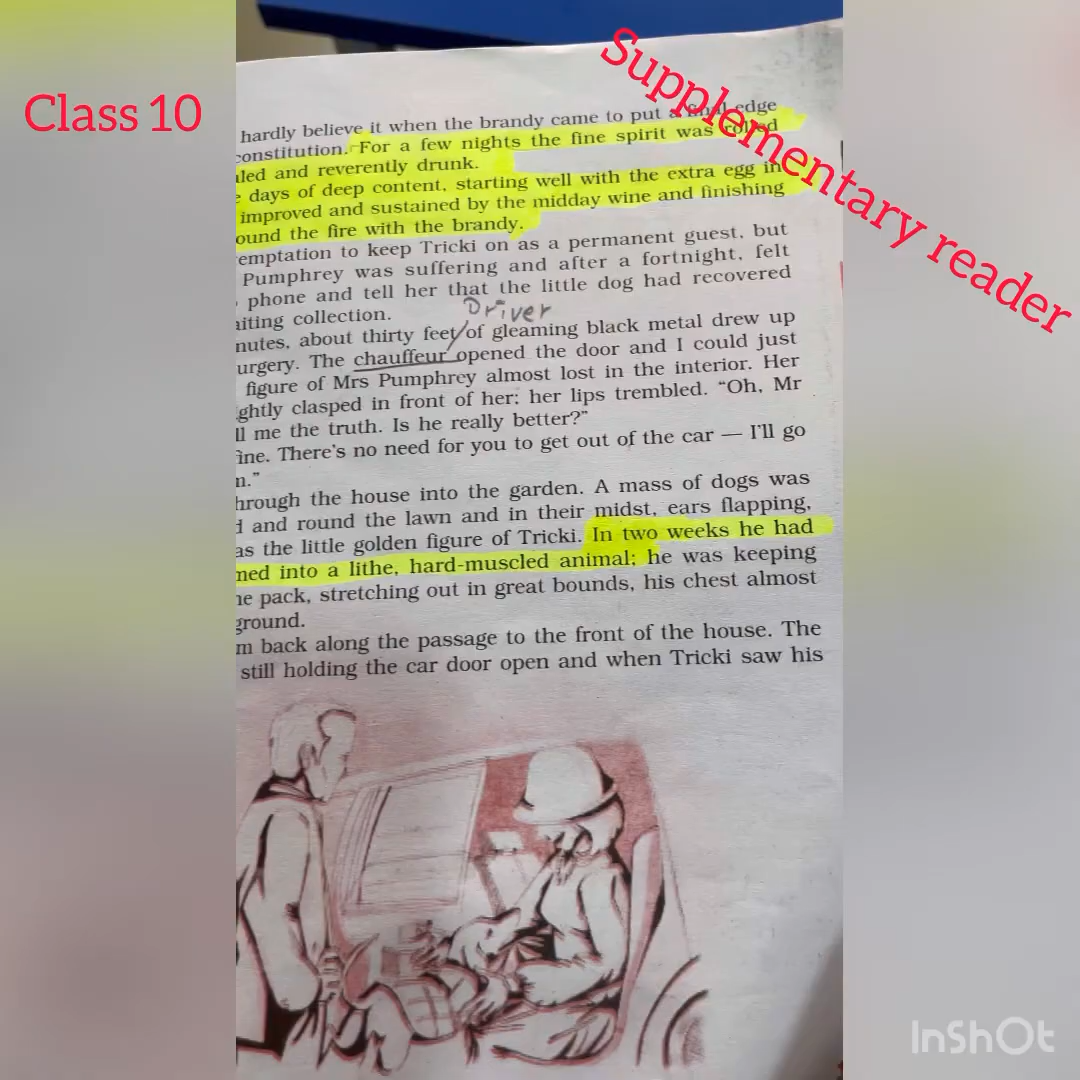 Class 10
Supplementary reader
hardly believe it when the brandy came to put a final edge
constitution. For a few nights the fine spirit was rolled
led and reverently drunk.
days of deep content, starting well with the extra egg in
improved and sustained by the midday wine and finishing
ound the fire with the brandy.
emptation to keep Tricki on as a permanent guest, but
Pumphrey was suffering and after a fortnight, felt
phone and tell her that the little dog had recovered
iting collection.
Driver
nutes, about thirty feet of gleaming black metal drew up
urgery. The chauffeur opened the door and I could just
figure of Mrs Pumphrey almost lost in the interior. Her
ghtly clasped in front of her; her lips trembled. “Oh, Mr
ll me the truth. Is he really better?”
fine. There’s no need for you to get out of the car — I’ll go
n.”
hrough the house into the garden. A mass of dogs was
d and round the lawn and in their midst, ears flapping,
as the little golden figure of Tricki. In two weeks he had
ned into a lithe, hard-muscled animal; he was keeping
he pack, stretching out in great bounds, his chest almost
ground.
m back along the passage to the front of the house. The
still holding the car door open and when Tricki saw his
InShOt